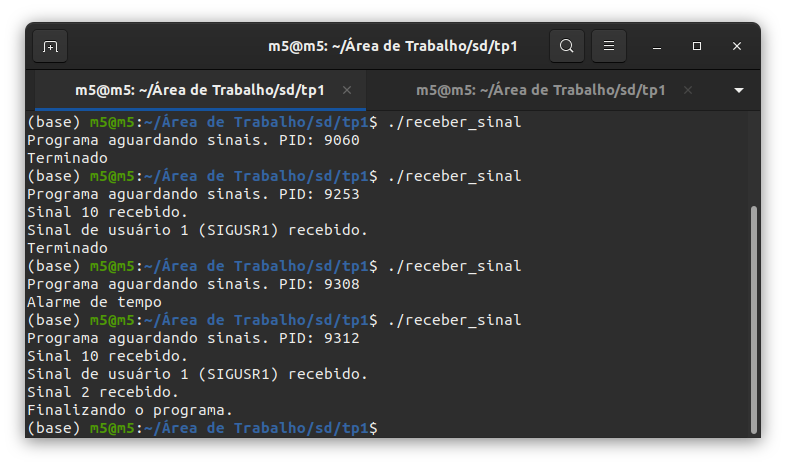 m5@m5: ~/Área de Trabalho/sd/tp1
m5@m5: ~/Área de Trabalho/sd/tp1 × m5@m5: ~/Área de Trabalho/sd/tp1 ×
(base) m5@m5:~/Área de Trabalho/sd/tp1$ ./receber_sinal
Programa aguardando sinais. PID: 9060
Terminado
(base) m5@m5:~/Área de Trabalho/sd/tp1$ ./receber_sinal
Programa aguardando sinais. PID: 9253
Sinal 10 recebido.
Sinal de usuário 1 (SIGUSR1) recebido.
Terminado
(base) m5@m5:~/Área de Trabalho/sd/tp1$ ./receber_sinal
Programa aguardando sinais. PID: 9308
Alarme de tempo
(base) m5@m5:~/Área de Trabalho/sd/tp1$ ./receber_sinal
Programa aguardando sinais. PID: 9312
Sinal 10 recebido.
Sinal de usuário 1 (SIGUSR1) recebido.
Sinal 2 recebido.
Finalizando o programa.
(base) m5@m5:~/Área de Trabalho/sd/tp1$